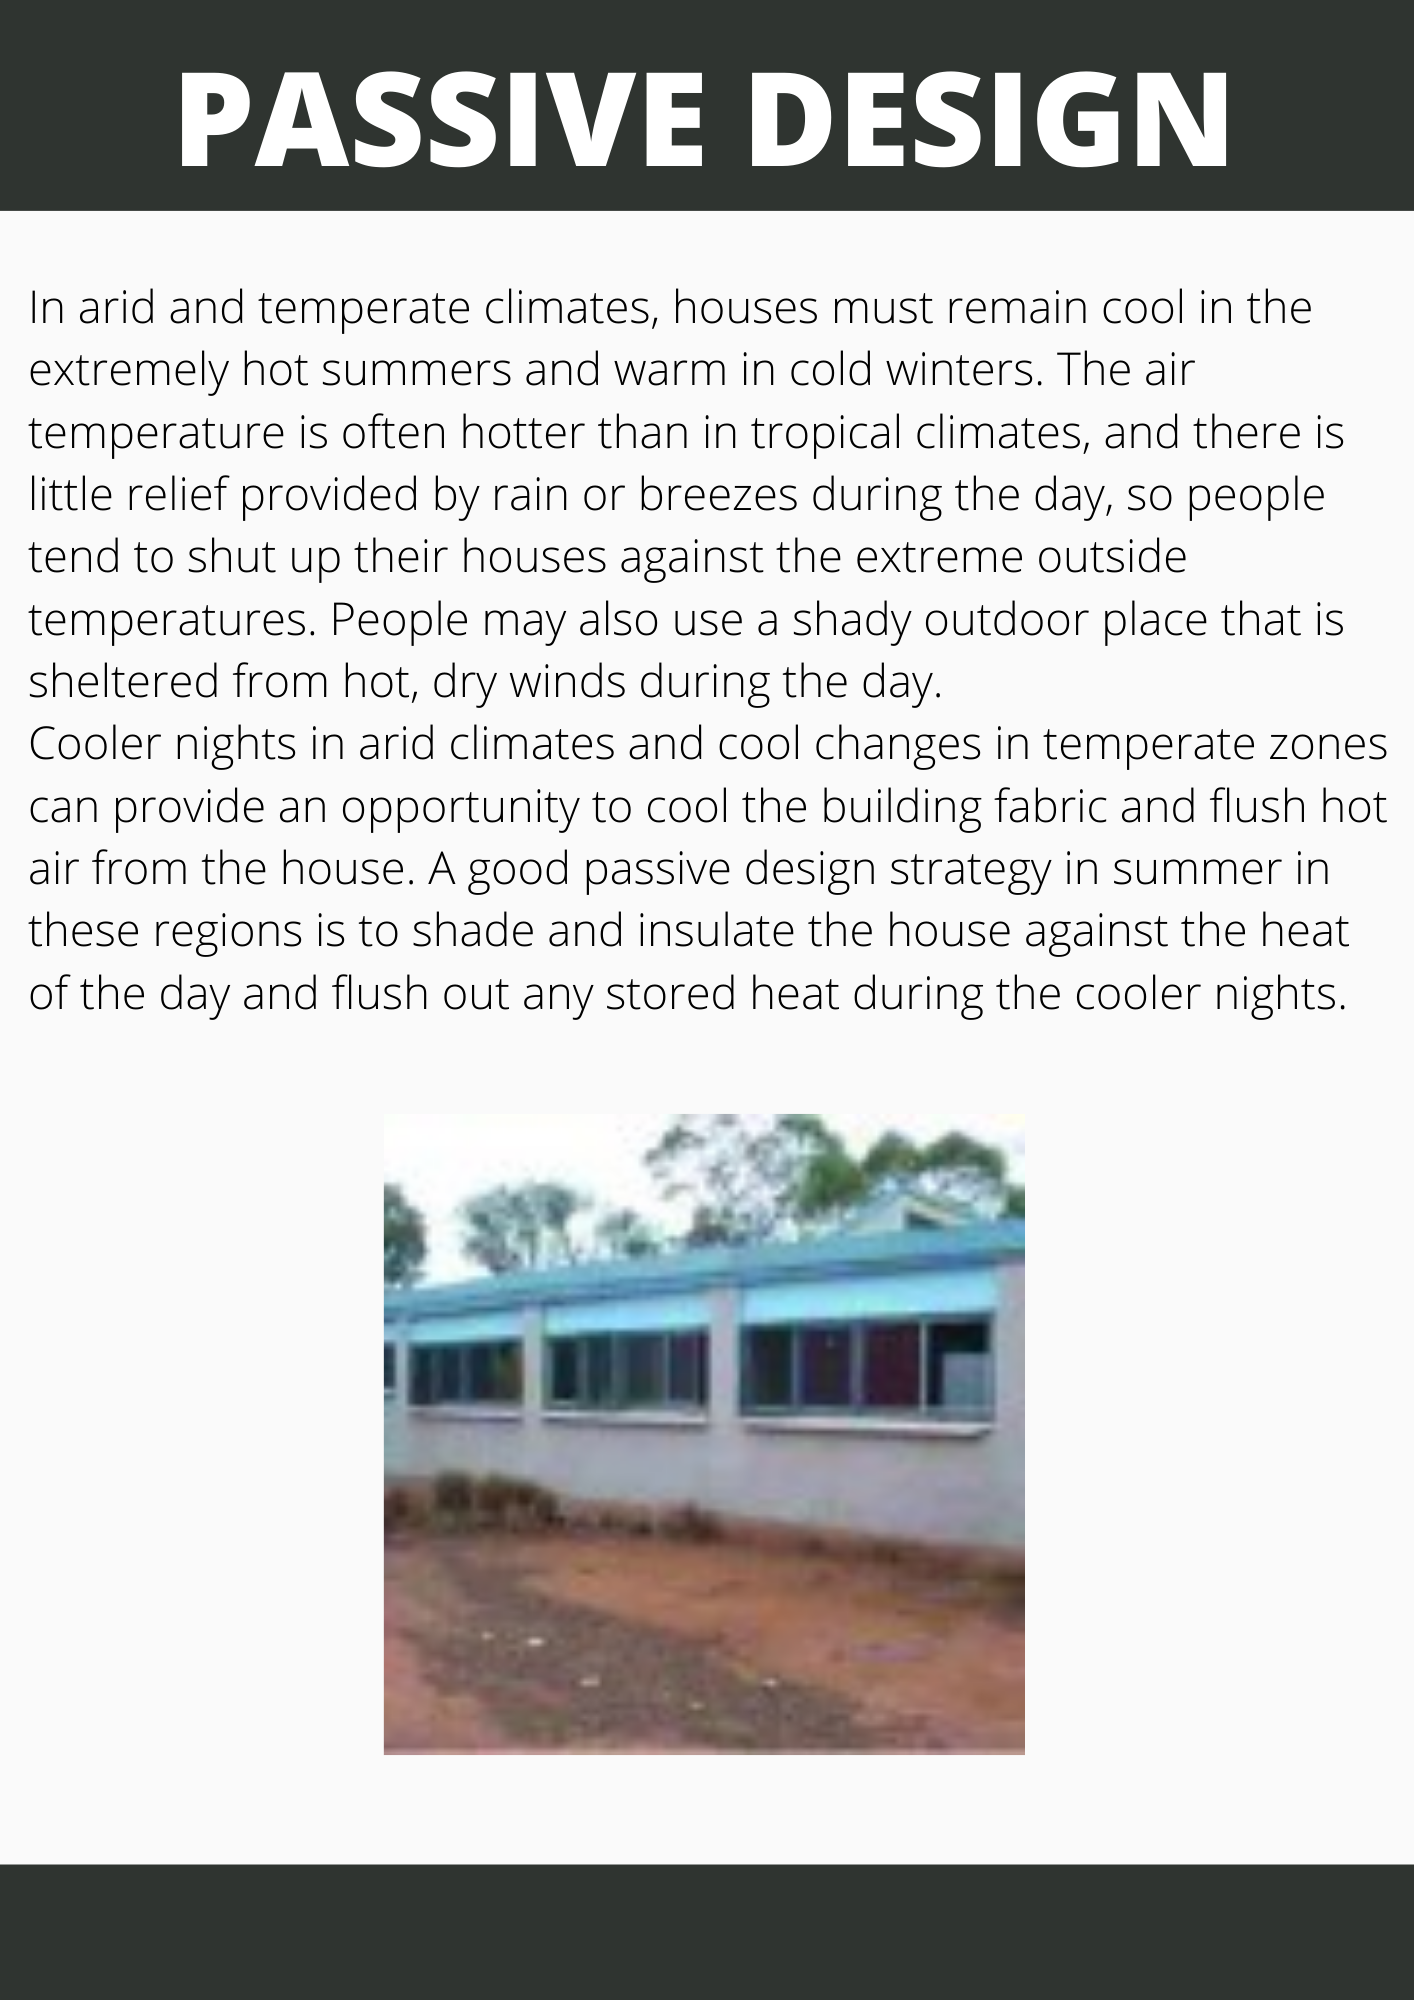 PASSIVE DESIGN
In arid and temperate climates, houses must remain cool in the
extremely hot summers and warm in cold winters. The air
temperature is often hotter than in tropical climates, and there is
little relief provided by rain or breezes during the day, so people
tend to shut up their houses against the extreme outside
temperatures. People may also use a shady outdoor place that is
sheltered from hot, dry winds during the day.
Cooler nights in arid climates and cool changes in temperate zones
can provide an opportunity to cool the building fabric and flush hot
air from the house. A good passive design strategy in summer in
these regions is to shade and insulate the house against the heat
of the day and flush out any stored heat during the cooler nights.